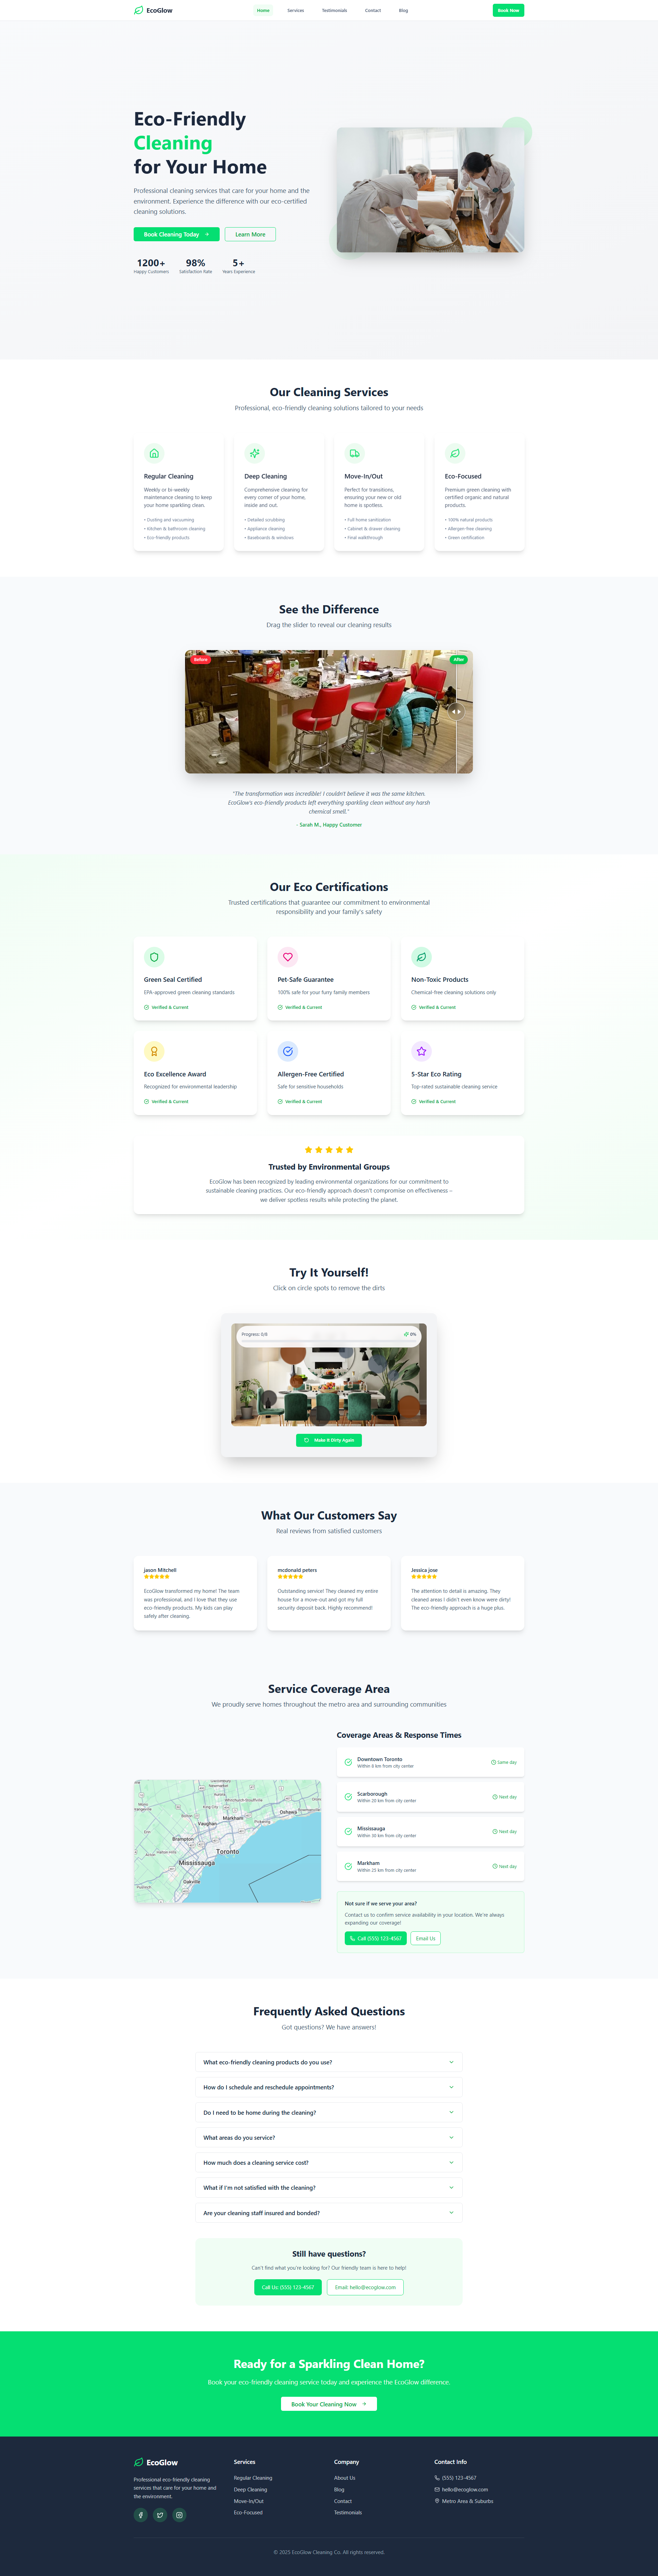 EcoGlow
Home
Services
Testimonials
Contact
Blog
Book Now
Eco-Friendly
Cleaning
for Your Home
Professional cleaning services that care for your home and the
environment. Experience the difference with our eco-certified
cleaning solutions.
Book Cleaning Today
Learn More
1200+
Happy Customers
98%
Satisfaction Rate
5+
Years Experience
Our Cleaning Services
Professional, eco-friendly cleaning solutions tailored to your needs
Regular Cleaning
Weekly or bi-weekly
maintenance cleaning to keep
your home sparkling clean.
• Dusting and vacuuming
• Kitchen & bathroom cleaning
• Eco-friendly products
Deep Cleaning
Comprehensive cleaning for
every corner of your home,
inside and out.
• Detailed scrubbing
• Appliance cleaning
• Baseboards & windows
Move-In/Out
Perfect for transitions,
ensuring your new or old
home is spotless.
• Full home sanitization
• Cabinet & drawer cleaning
• Final walkthrough
Eco-Focused
Premium green cleaning with
certified organic and natural
products.
• 100% natural products
• Allergen-free cleaning
• Green certification
See the Difference
Drag the slider to reveal our cleaning results
Before
After
"The transformation was incredible! I couldn't believe it was the same kitchen.
EcoGlow's eco-friendly products left everything sparkling clean without any harsh
chemical smell."
- Sarah M., Happy Customer
Our Eco Certifications
Trusted certifications that guarantee our commitment to environmental
responsibility and your family's safety
Green Seal Certified
EPA-approved green cleaning standards
Verified & Current
Pet-Safe Guarantee
100% safe for your furry family members
Verified & Current
Non-Toxic Products
Chemical-free cleaning solutions only
Verified & Current
Eco Excellence Award
Recognized for environmental leadership
Verified & Current
Allergen-Free Certified
Safe for sensitive households
Verified & Current
5-Star Eco Rating
Top-rated sustainable cleaning service
Verified & Current
Trusted by Environmental Groups
EcoGlow has been recognized by leading environmental organizations for our commitment to
sustainable cleaning practices. Our eco-friendly approach doesn't compromise on effectiveness –
we deliver spotless results while protecting the planet.
Try It Yourself!
Click on circle spots to remove the dirts
Progress: 0/8
0%
Make It Dirty Again
What Our Customers Say
Real reviews from satisfied customers
jason Mitchell
EcoGlow transformed my home! The team
was professional, and I love that they use
eco-friendly products. My kids can play
safely after cleaning.
mcdonald peters
Outstanding service! They cleaned my entire
house for a move-out and got my full
security deposit back. Highly recommend!
Jessica jose
The attention to detail is amazing. They
cleaned areas I didn't even know were dirty!
The eco-friendly approach is a huge plus.
Service Coverage Area
We proudly serve homes throughout the metro area and surrounding communities
King City
Whitchurch-Stouffville
Pickering
Oshawa
Markham
Vaughan
Brampton
Toronto
Mississauga
Oakville
Coverage Areas & Response Times
Downtown Toronto
Within 6 km from city center
Same day
Scarborough
Within 20 km from city center
Next day
Mississauga
Within 30 km from city center
Next day
Markham
Within 25 km from city center
Next day
Not sure if we serve your area?
Contact us to confirm service availability in your location. We're always
expanding our coverage!
Call (555) 123-4567
Email Us
Frequently Asked Questions
Got questions? We have answers!
What eco-friendly cleaning products do you use?
How do I schedule and reschedule appointments?
Do I need to be home during the cleaning?
What areas do you service?
How much does a cleaning service cost?
What if I'm not satisfied with the cleaning?
Are your cleaning staff insured and bonded?
Still have questions?
Can't find what you're looking for? Our friendly team is here to help!
Call Us: (555) 123-4567
Email: hello@ecoglow.com
Ready for a Sparkling Clean Home?
Book your eco-friendly cleaning service today and experience the EcoGlow difference.
Book Your Cleaning Now
EcoGlow
Professional eco-friendly cleaning
services that care for your home and
the environment.
Services
Regular Cleaning
Deep Cleaning
Move-In/Out
Eco-Focused
Company
About Us
Blog
Contact
Testimonials
Contact Info
(555) 123-4567
hello@ecoglow.com
Metro Area & Suburbs
© 2025 EcoGlow Cleaning Co. All rights reserved.